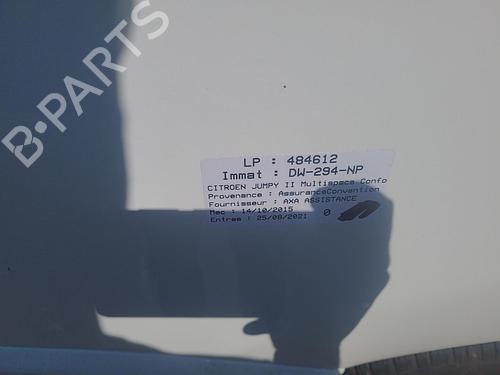 B-PARTS
LP : 484612
Immat : DW-294-NP
CITROEN JUMPY II Multispace Confo
Provenance : AssuranceConvention
Fournisseur : AXA ASSISTANCE
Mec : 14/10/2015
Entree : 25/08/2021 0